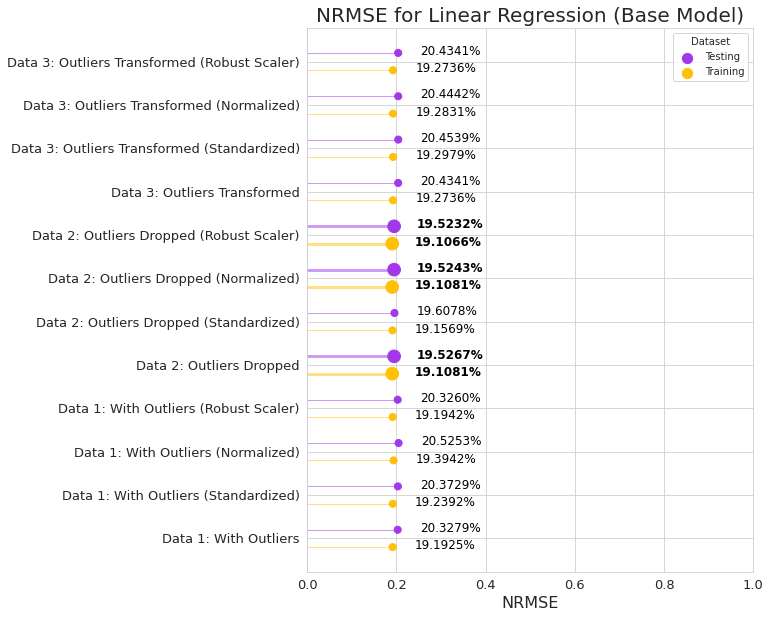 NRMSE for Linear Regression (Base Model)
Dataset
Testing
Training
Data 3: Outliers Transformed (Robust Scaler)
20.4341%
19.2736%
Data 3: Outliers Transformed (Normalized)
20.4442%
19.2831%
Data 3: Outliers Transformed (Standardized)
20.4539%
19.2979%
Data 3: Outliers Transformed
20.4341%
19.2736%
Data 2: Outliers Dropped (Robust Scaler)
19.5232%
19.1066%
Data 2: Outliers Dropped (Normalized)
19.5243%
19.1081%
Data 2: Outliers Dropped (Standardized)
19.6078%
19.1569%
Data 2: Outliers Dropped
19.5267%
19.1081%
Data 1: With Outliers (Robust Scaler)
20.3260%
19.1942%
Data 1: With Outliers (Normalized)
20.5253%
19.3942%
Data 1: With Outliers (Standardized)
20.3729%
19.2392%
Data 1: With Outliers
20.3279%
19.1925%
0.0 0.2 0.4 0.6 0.8 1.0
NRMSE